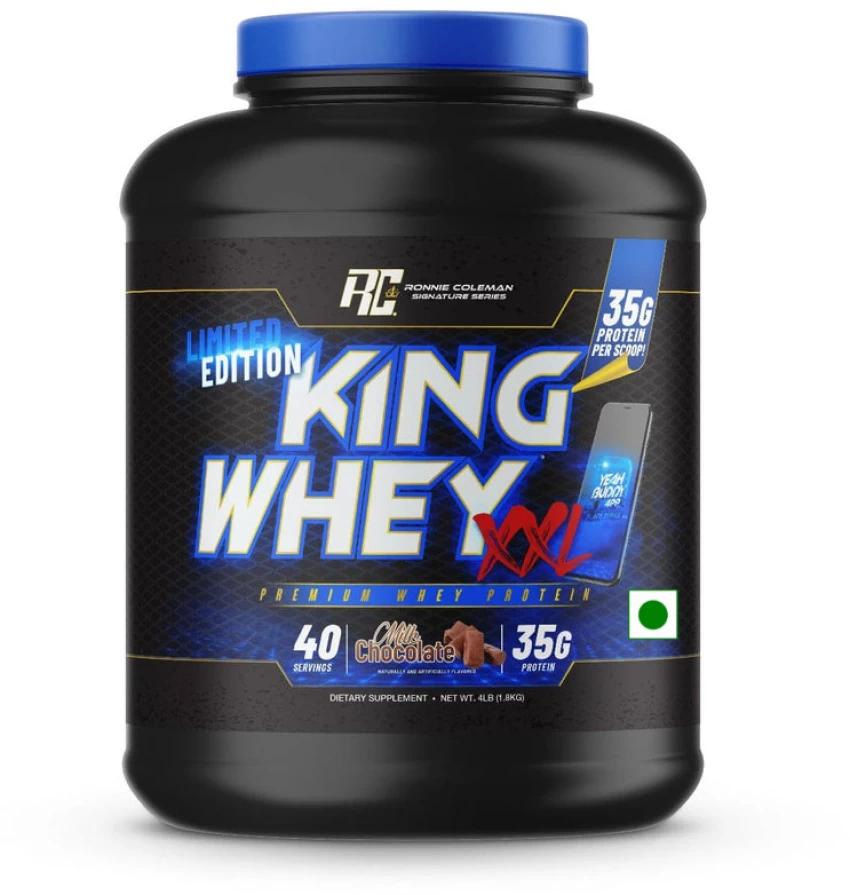 RC
RONNIE COLEMAN
SIGNATURE SERIES
35G
PROTEIN
PER SCOOP!
LIMITED
EDITION
KING
WHEY
XXL
YEAH
BUDDY
APP
PREMIUM WHEY PROTEIN
40
SERVINGS
Milk
Chocolate
NATURALLY AND ARTIFICIALLY FLAVORED
35G
PROTEIN
DIETARY SUPPLEMENT • NET WT. 4LB (1.8KG)